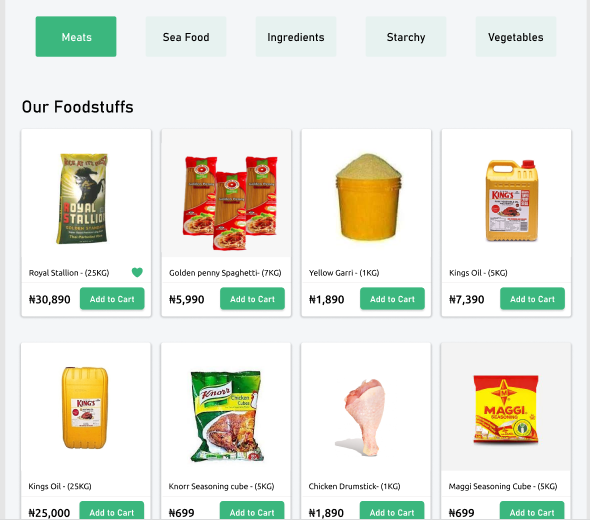 Meats
Sea Food
Ingredients
Starchy
Vegetables
Our Foodstuffs
ROYAL
STALLION
KING'S
Royal Stallion - (25KG)
Golden penny Spaghetti- (7KG)
Yellow Garri - (1KG)
Kings Oil - (5KG)
₦30,890
Add to Cart
₦5,990
Add to Cart
₦1,890
Add to Cart
₦7,390
Add to Cart
KING'S
Knorr
Chicken
Cubes
MAGGI
SEASONING
Kings Oil - (25KG)
Knorr Seasoning cube - (5KG)
Chicken Drumstick- (1KG)
Maggi Seasoning Cube - (5KG)
₦25,000
Add to Cart
₦699
Add to Cart
₦1,890
Add to Cart
₦699
Add to Cart